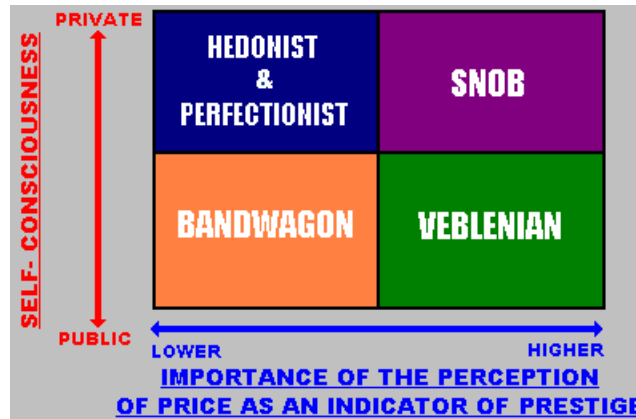 PRIVATE
HEDONIST
&
PERFECTIONIST
SNOB
SELF- CONSCIOUSNESS
BANDWAGON
VEBLENIAN
PUBLIC
LOWER
HIGHER
IMPORTANCE OF THE PERCEPTION
OF PRICE AS AN INDICATOR OF PRESTIGE